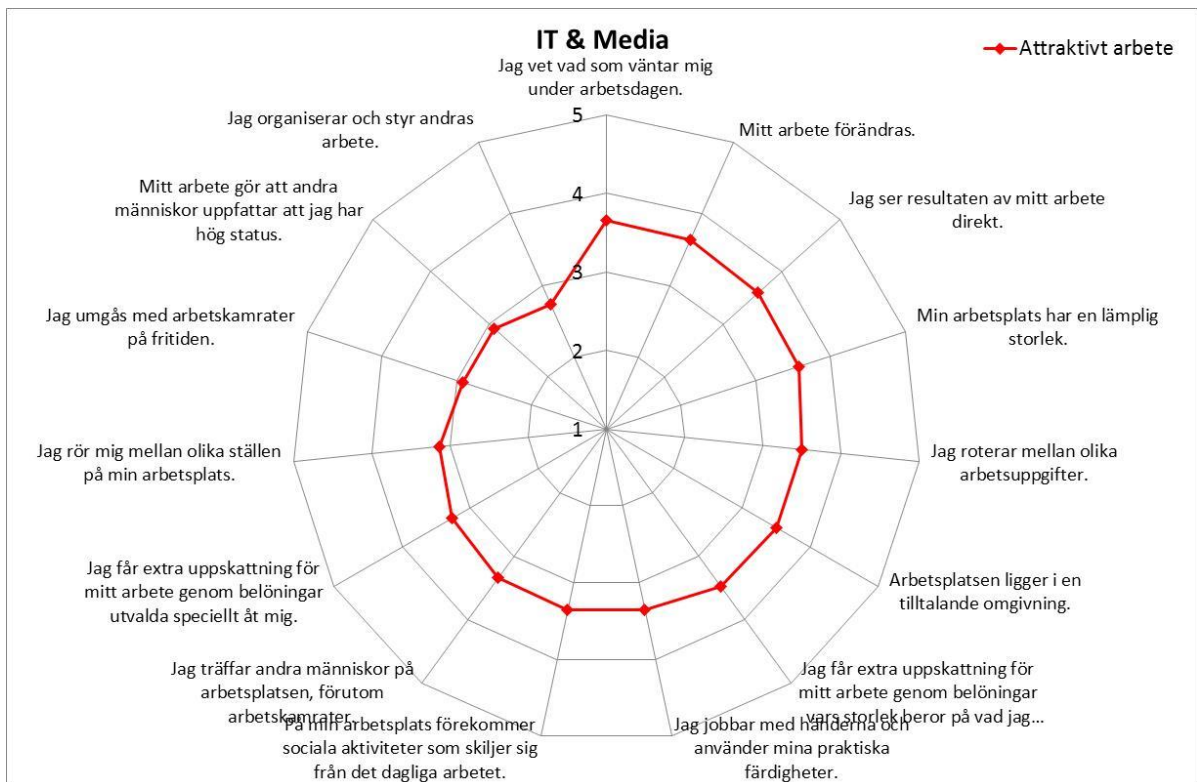 IT & Media
Attraktivt arbete
Jag vet vad som väntar mig
under arbetsdagen.
Mitt arbete förändras.
Jag ser resultaten av mitt arbete
direkt.
Min arbetsplats har en lämplig
storlek.
Jag roterar mellan olika
arbetsuppgifter.
Arbetsplatsen ligger i en
tilltalande omgivning.
Jag får extra uppskattning för
mitt arbete genom belöningar
vars storlek beror på vad jag...
Jag jobbar med händerna och
använder mina praktiska
färdigheter.
På min arbetsplats förekommer
sociala aktiviteter som skiljer sig
från det dagliga arbetet.
Jag träffar andra människor på
arbetsplatsen, förutom
arbetskamrater.
Jag får extra uppskattning för
mitt arbete genom belöningar
utvalda speciellt åt mig.
Jag rör mig mellan olika ställen
på min arbetsplats.
Jag umgås med arbetskamrater
på fritiden.
Mitt arbete gör att andra
människor uppfattar att jag har
hög status.
Jag organiserar och styr andras
arbete.
5
4
3
2
1